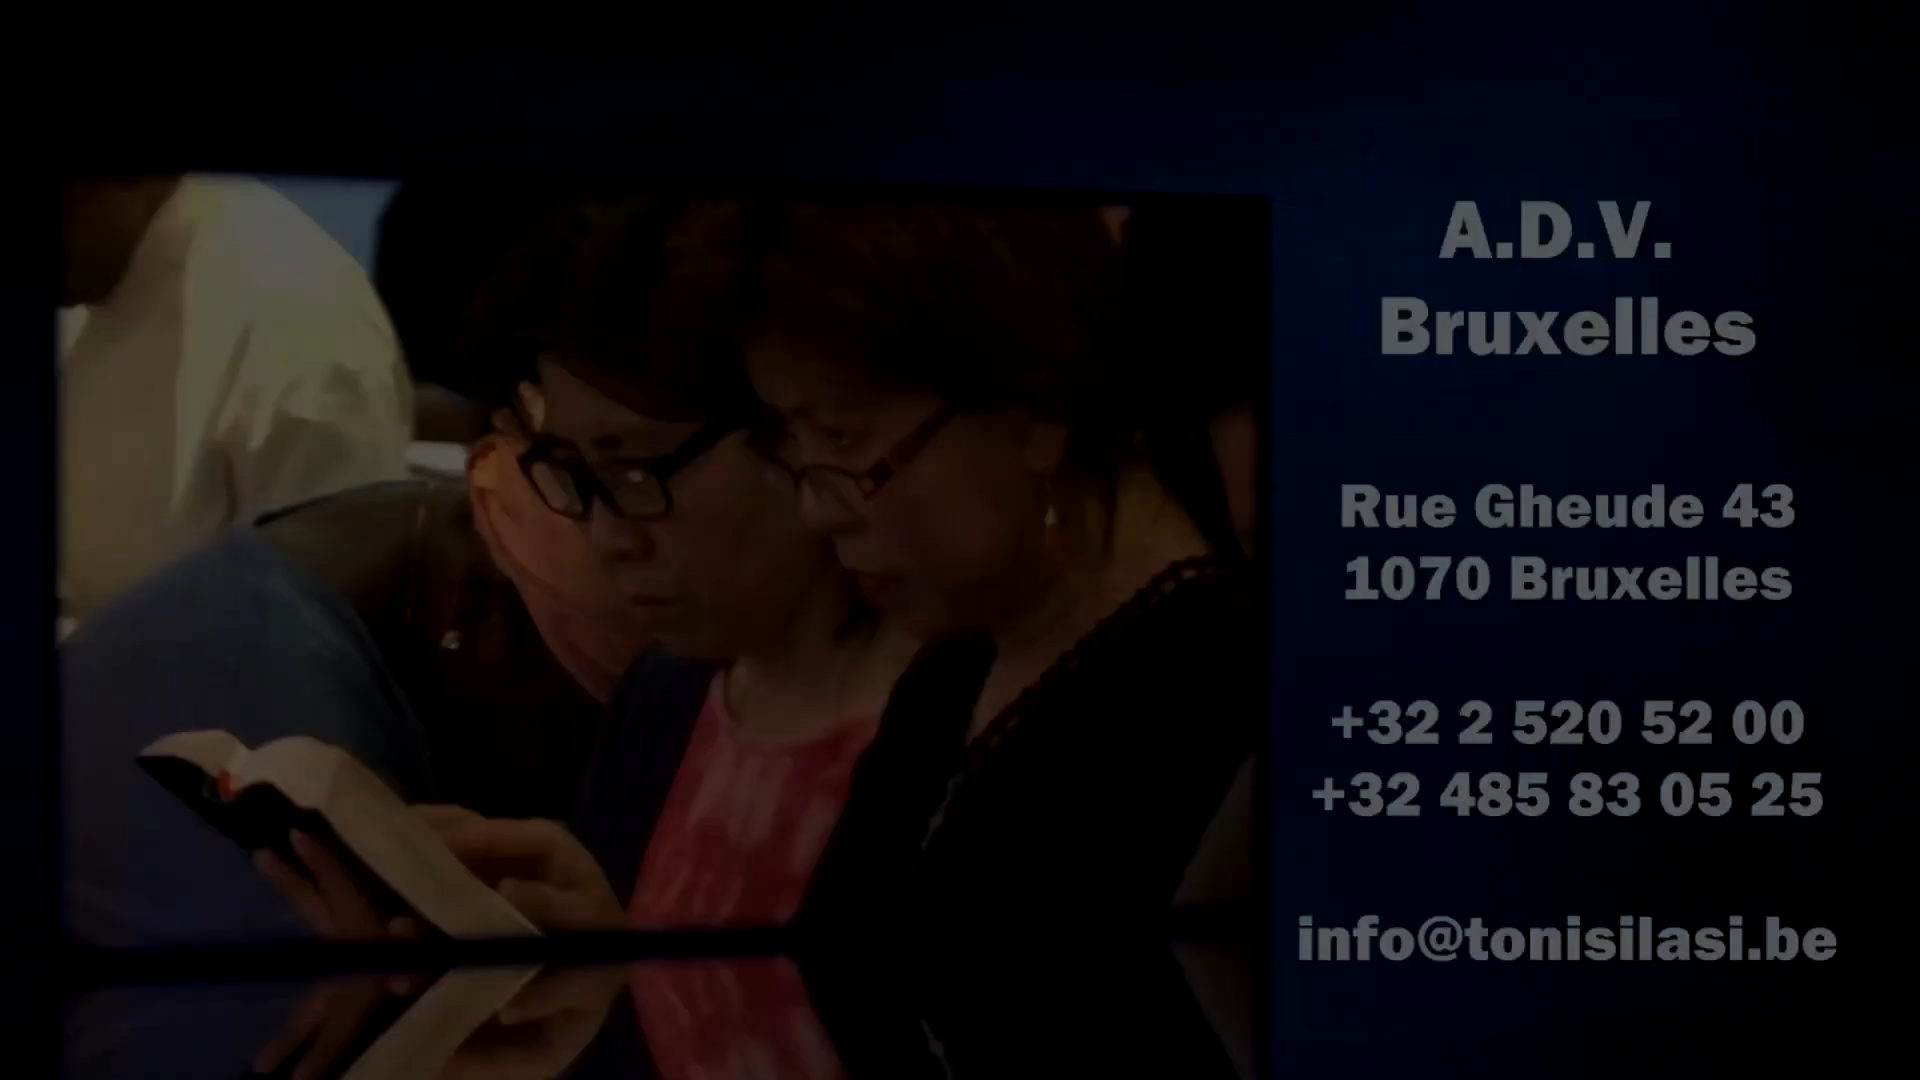 A.D.V.
Bruxelles
Rue Gheude 43
1070 Bruxelles
+32 2 520 52 00
+32 485 83 05 25
info@tonisilasi.be